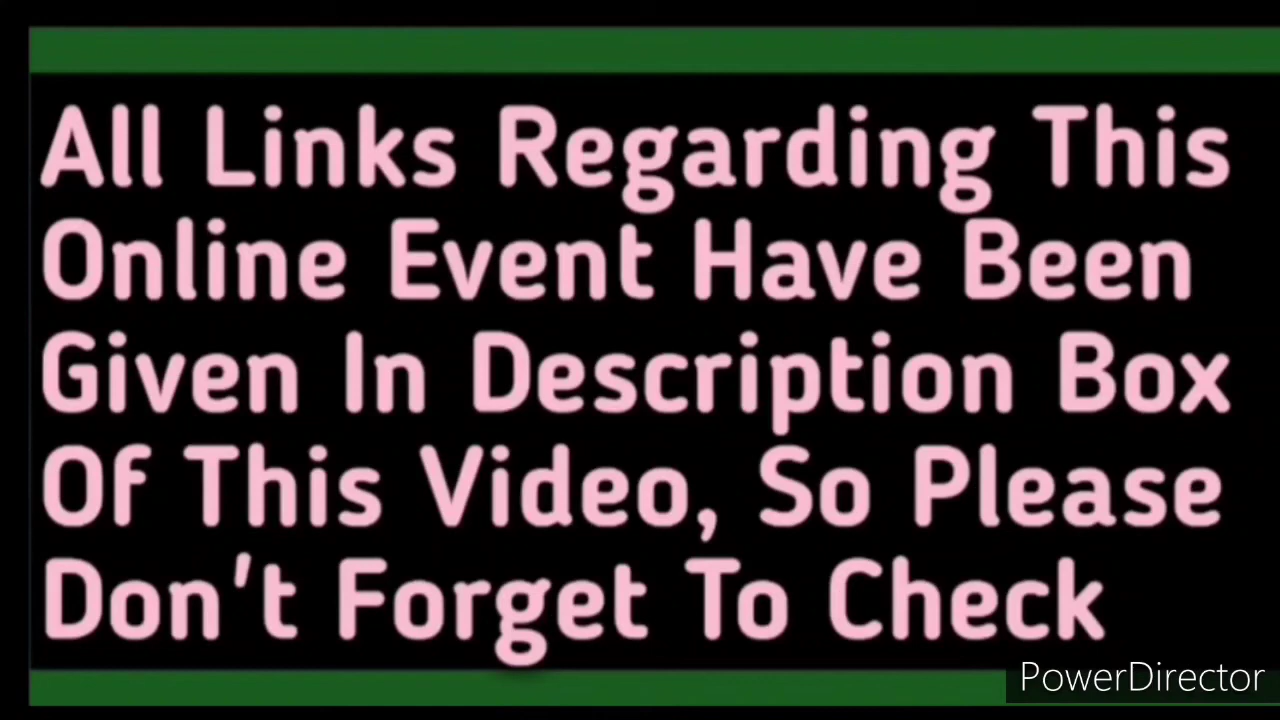 All Links Regarding This
Online Event Have Been
Given In Description Box
Of This Video, So Please
Don't Forget To Check
PowerDirector